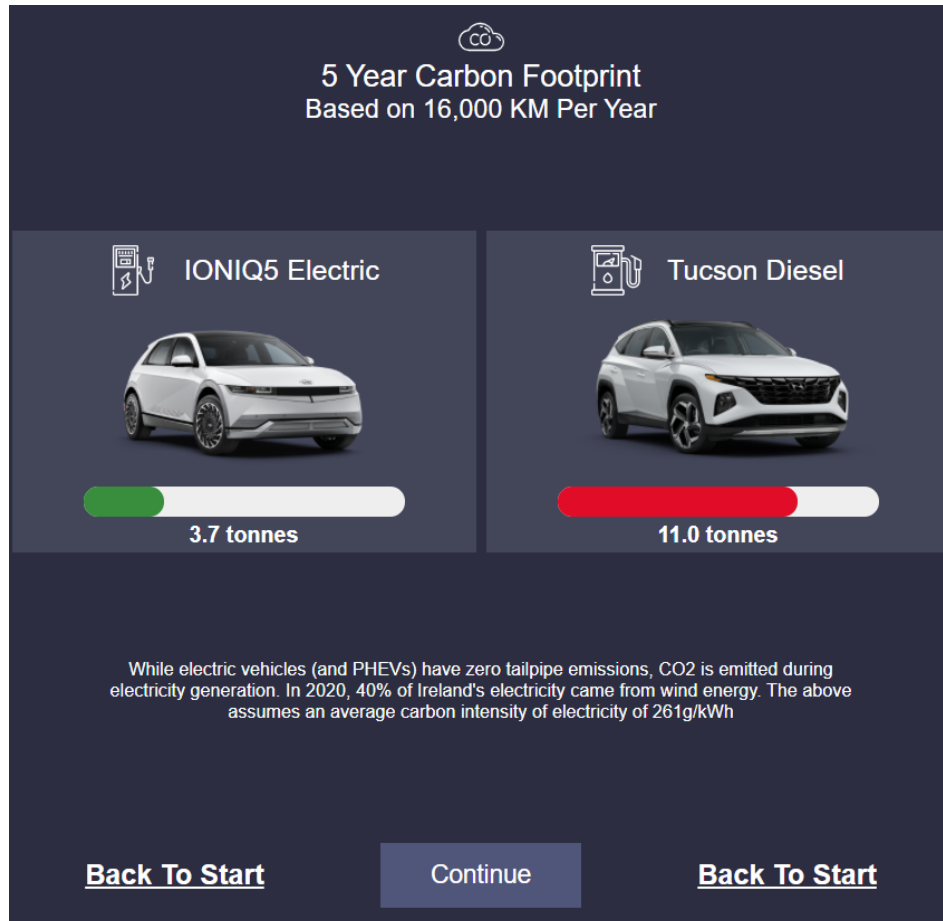 CO
5 Year Carbon Footprint
Based on 16,000 KM Per Year
IONIQ5 Electric
Tucson Diesel
3.7 tonnes
11.0 tonnes
While electric vehicles (and PHEVs) have zero tailpipe emissions, CO2 is emitted during
electricity generation. In 2020, 40% of Ireland's electricity came from wind energy. The above
assumes an average carbon intensity of electricity of 261g/kWh
Back To Start
Continue
Back To Start